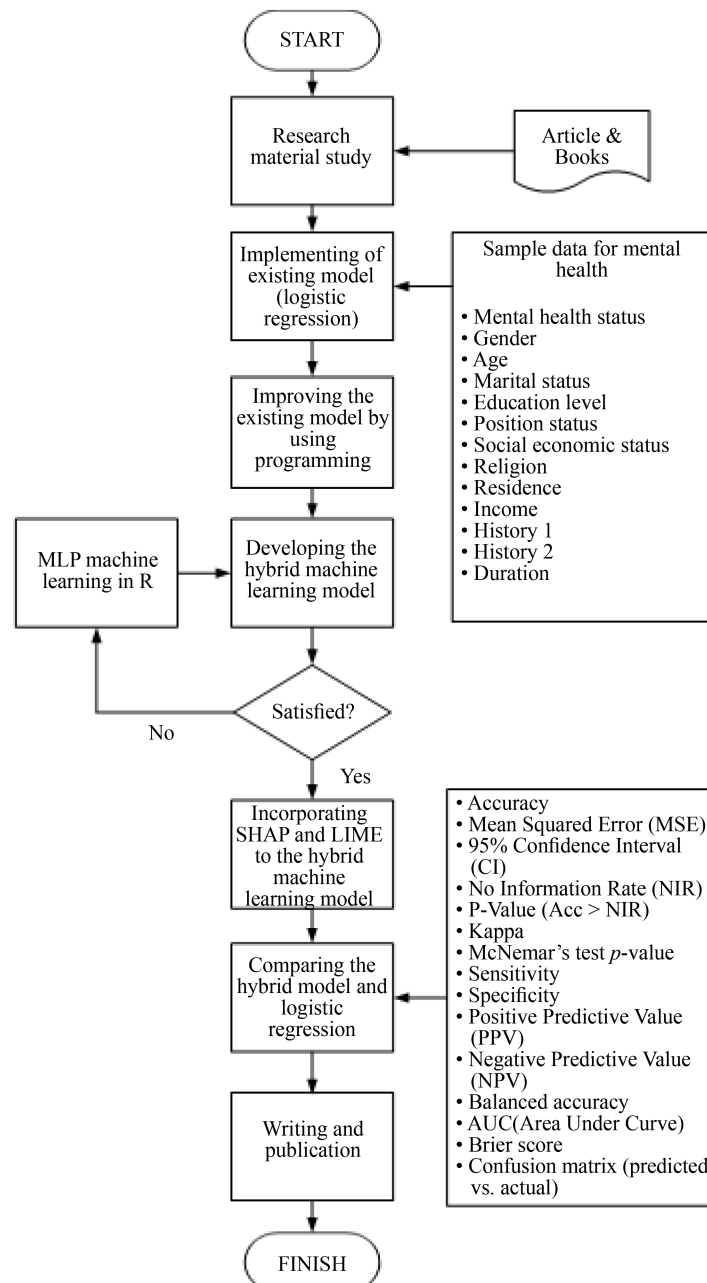 START
Research
material study
Article &
Books
Implementing of
existing model
(logistic
regression)
Sample data for mental
health
• Mental health status
• Gender
• Age
• Marital status
• Education level
• Position status
• Social economic status
• Religion
• Residence
• Income
• History 1
• History 2
• Duration
Improving the
existing model by
using
programming
MLP machine
learning in R
Developing the
hybrid machine
learning model
Satisfied?
No
Yes
Incorporating
SHAP and LIME
to the hybrid
machine
learning model
Comparing the
hybrid model and
logistic
regression
• Accuracy
• Mean Squared Error (MSE)
• 95% Confidence Interval
(CI)
• No Information Rate (NIR)
• P-Value (Acc > NIR)
• Kappa
• McNemar's test p-value
• Sensitivity
• Specificity
• Positive Predictive Value
(PPV)
• Negative Predictive Value
(NPV)
• Balanced accuracy
• AUC(Area Under Curve)
• Brier score
• Confusion matrix (predicted
vs. actual)
Writing and
publication
FINISH